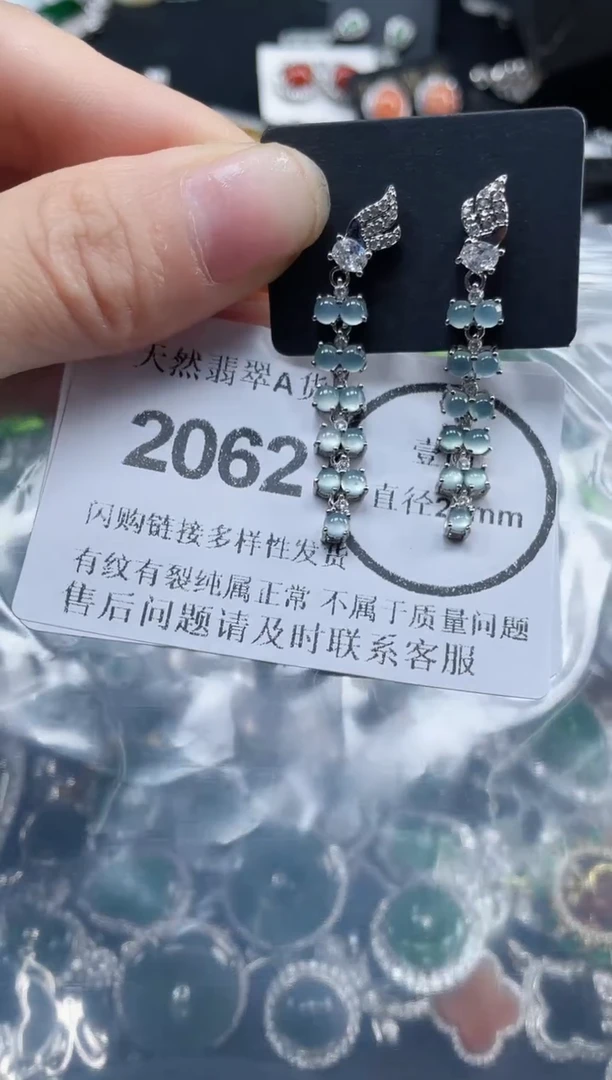 天然翡翠A货
2062
壹
直径2 mm
闪购链接多样性发货
有纹有裂纯属正常 不属于质量问题
售后问题请及时联系客服